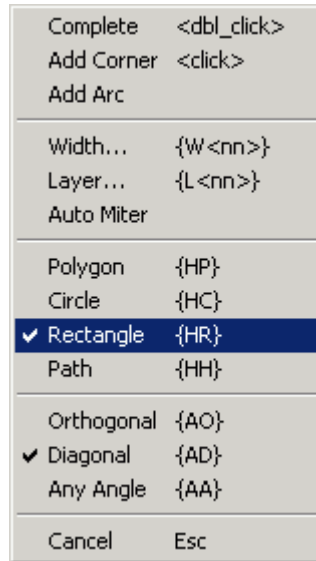 Complete <dbl_click>
Add Corner <click>
Add Arc
Width... {W<nn>}
Layer... {L<nn>}
Auto Miter
Polygon {HP}
Circle {HC}
Rectangle {HR}
Path {HH}
Orthogonal {AO}
Diagonal {AD}
Any Angle {AA}
Cancel Esc